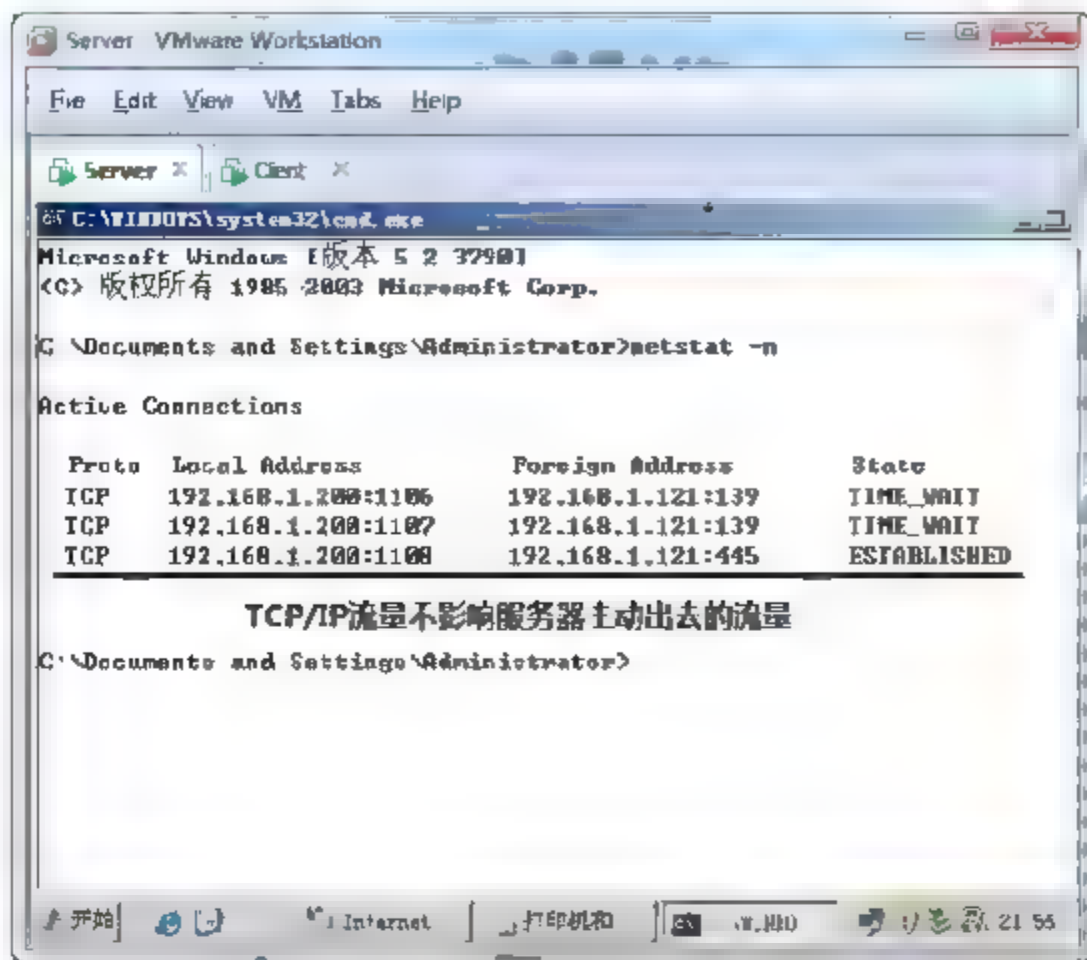 Server VMware Workstation
File Edit View VM Tabs Help
Server Client
C:\WINDOWS\system32\cmd.exe
Microsoft Windows [版本 5 2 3790]
<C> 版权所有 1985 2003 Microsoft Corp.
C \Documents and Settings\Administrator>netstat -n
Active Connections
Proto Local Address Foreign Address State
TCP 192.168.1.200:1106 192.168.1.121:139 TIME_WAIT
TCP 192.168.1.200:1107 192.168.1.121:139 TIME_WAIT
TCP 192.168.1.200:1108 192.168.1.121:445 ESTABLISHED
TCP/IP流量不影响服务器主动出去的流量
C:\Documents and Settings\Administrator>
开始 Internet 打印机和 21 56